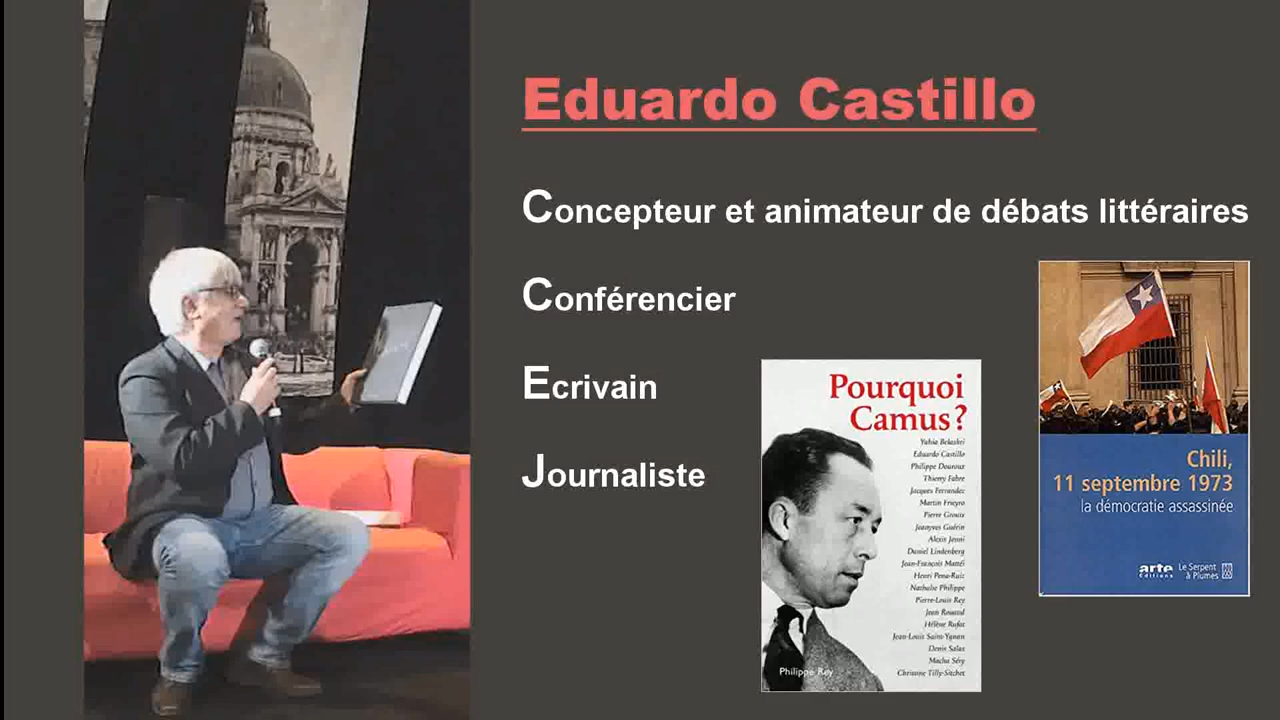 Eduardo Castillo
Concepteur et animateur de débats littéraires
Conférencier
Ecrivain
Journaliste
Pourquoi
Camus?
Yahia Belaskri
Eduardo Castillo
Philippe Douroux
Thierry Fabre
Jacques Ferrandez
Martin Frieyro
Pierre Grouix
Jeanyves Guérin
Alexis Jenni
Daniel Lindenberg
Jean-François Mattéi
Henri Pena-Ruiz
Nathalie Philippe
Pierre-Louis Rey
Jean Rouaud
Hélène Rufat
Jean-Louis Saint-Ygnan
Denis Salas
Macha Séry
Christiane Tilly-Sitchet
Philippe Rey
Chili,
11 septembre 1973
la démocratie assassinée
arte
Éditions
Le Serpent
à Plumes